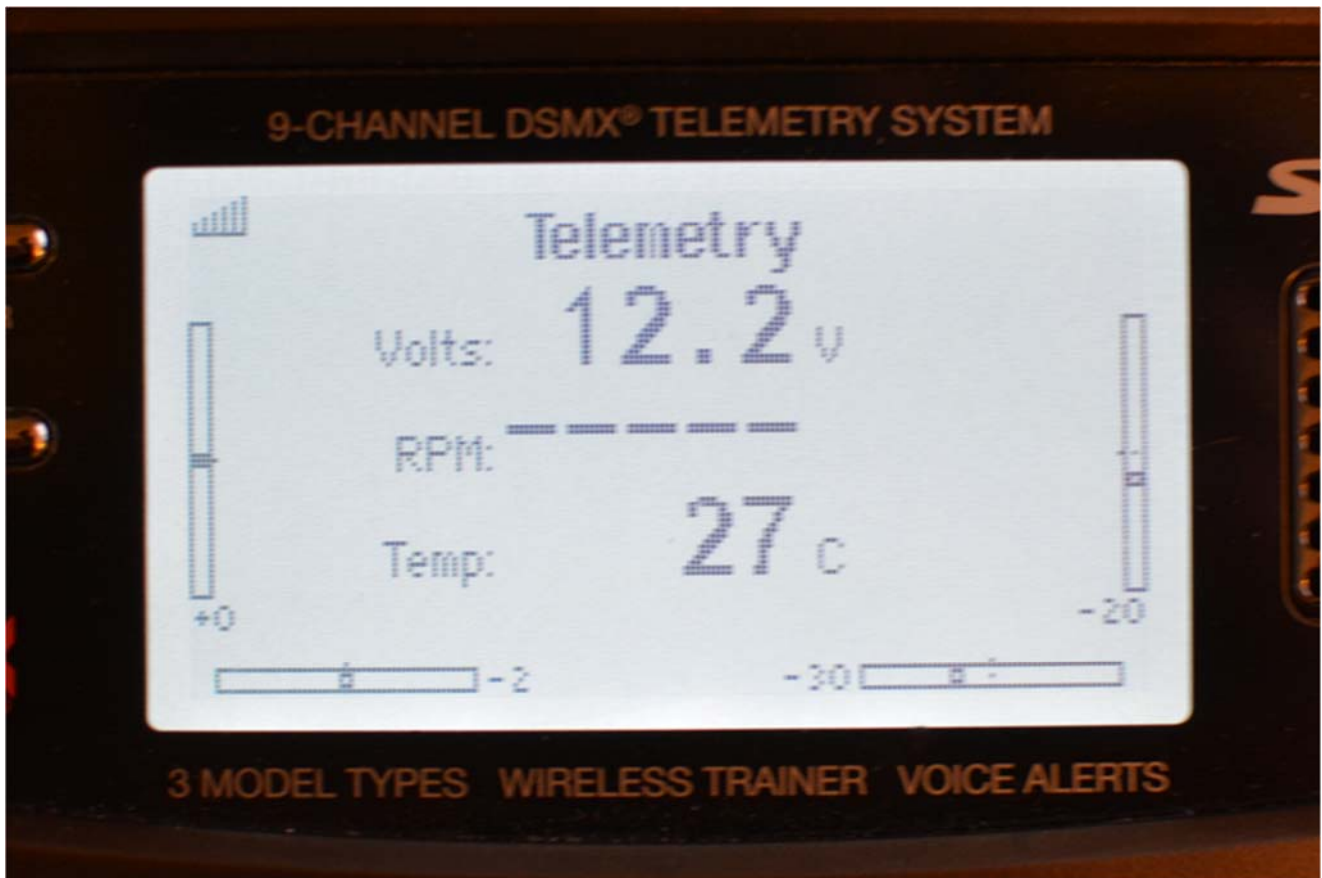 9-CHANNEL DSMX® TELEMETRY SYSTEM
Telemetry
Volts: 12.2 V
RPM: -----
Temp: 27 C
+0
-20
-2
-30
3 MODEL TYPES WIRELESS TRAINER VOICE ALERTS